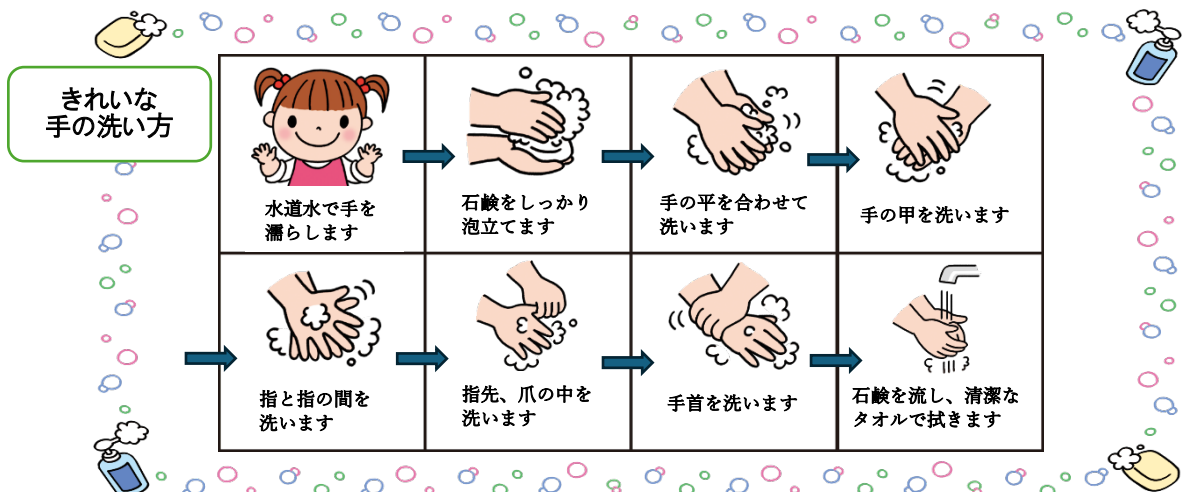 きれいな
手の洗い方
水道水で手を
濡らします
石鹸をしっかり
泡立てます
手の平を合わせて
洗います
手の甲を洗います
指と指の間を
洗います
指先、爪の中を
洗います
手首を洗います
石鹸を流し、清潔な
タオルで拭きます